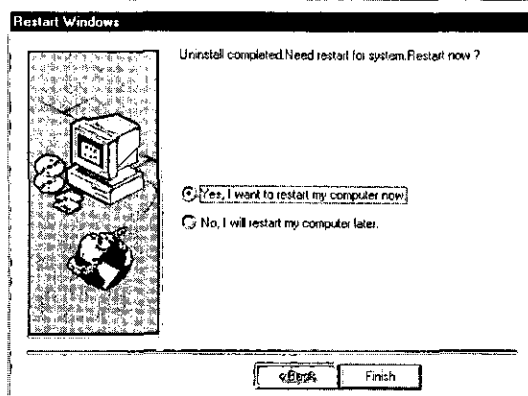 Restart Windows
Uninstall completed.Need restart for system.Restart now ?
Yes, I want to restart my computer now.
No, I will restart my computer later.
< Back
Finish